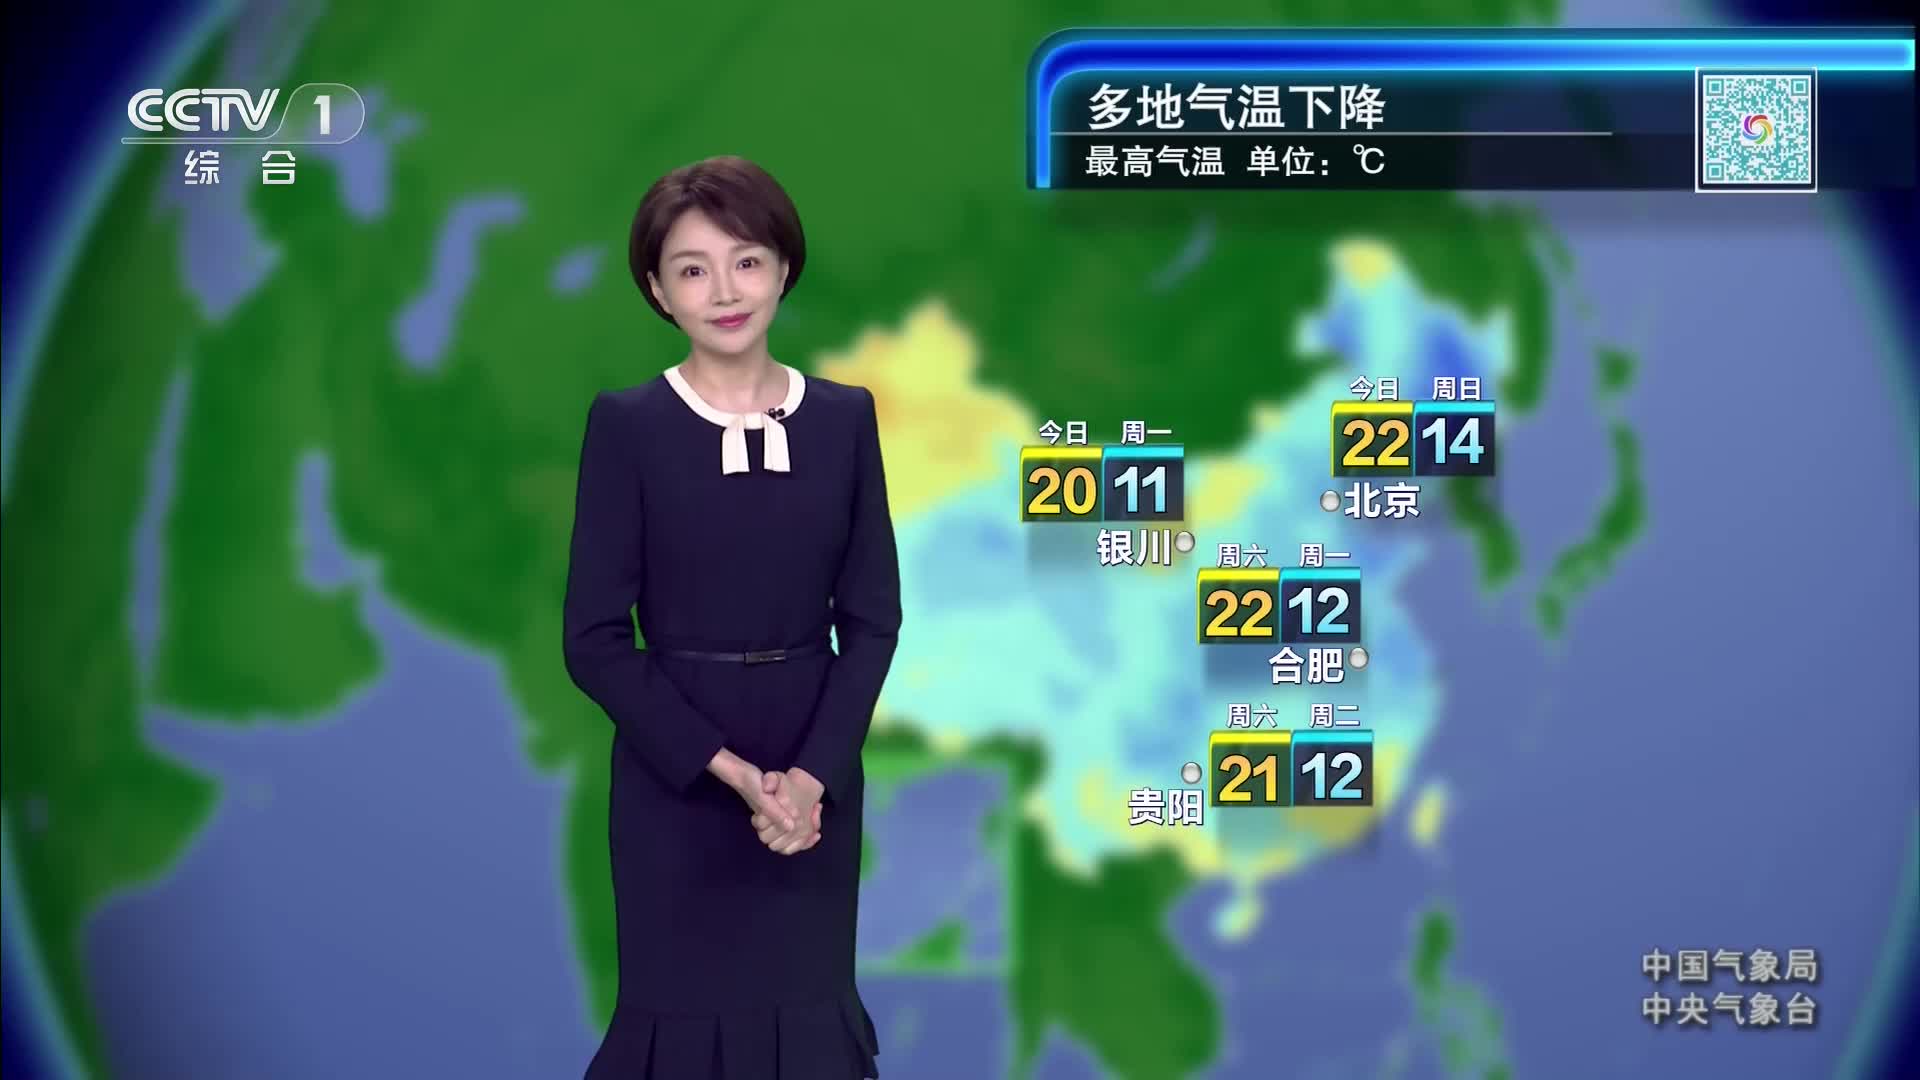 CCTV 1
综 合
多地气温下降
最高气温 单位：℃
今日 周日
22 14
北京
今日 周一
20 11
银川
周六 周一
22 12
合肥
周六 周二
21 12
贵阳
中国气象局
中央气象台